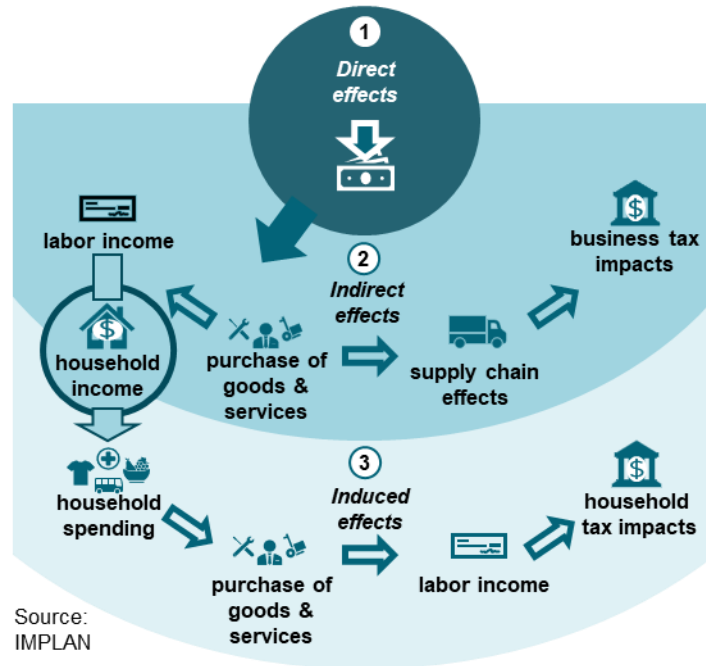 1
Direct
effects
labor income
business tax
impacts
2
Indirect
effects
household
income
purchase of
goods &
services
supply chain
effects
3
Induced
effects
household
spending
household
tax impacts
purchase of
goods &
services
labor income
Source:
IMPLAN